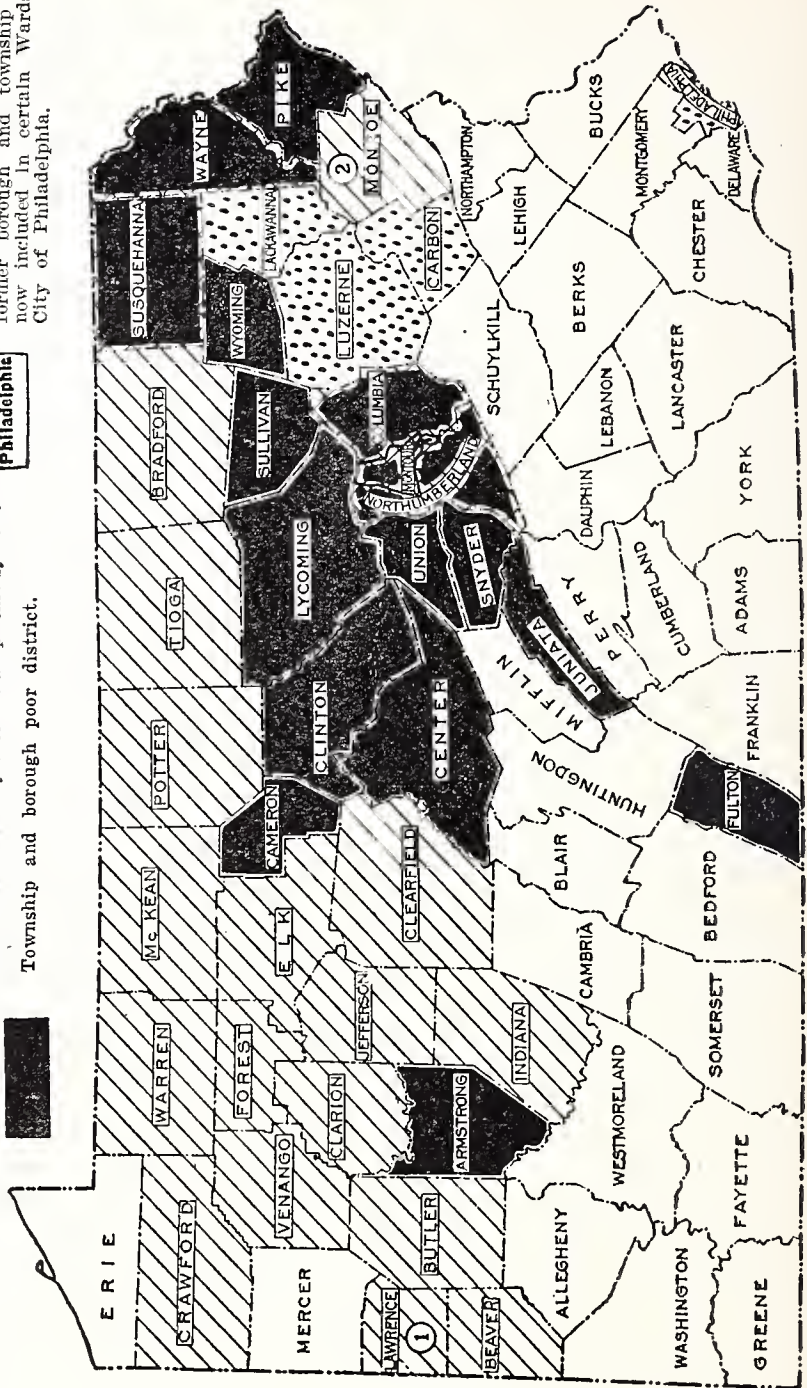 Township and borough poor district.
Philadelphia
former borough and township
now included in certain Ward
City of Philadelphia.
ERIE
CRAWFORD
WARREN
McKEAN
POTTER
TIOGA
BRADFORD
SUSQUEHANNA
WAYNE
PIKE
MERCER
VENANGO
FOREST
ELK
CAMERON
CLINTON
LYCOMING
SULLIVAN
WYOMING
LACKAWANNA
LUZERNE
2
MONROE
CARBON
LAWRENCE
1
BEAVER
BUTLER
CLARION
JEFFERSON
CLEARFIELD
CENTER
UNION
SNYDER
MONTOUR
NORTHUMBERLAND
LUMBIA
SCHUYLKILL
NORTHAMPTON
LEHIGH
BUCKS
ARMSTRONG
INDIANA
CAMBRIA
BLAIR
HUNTINGDON
MIFFLIN
JUNIATA
PERRY
DAUPHIN
LEBANON
BERKS
MONTGOMERY
PHILADELPHIA
DELAWARE
CHESTER
LANCASTER
ALLEGHENY
WESTMORELAND
WASHINGTON
GREENE
FAYETTE
SOMERSET
BEDFORD
FULTON
FRANKLIN
CUMBERLAND
ADAMS
YORK